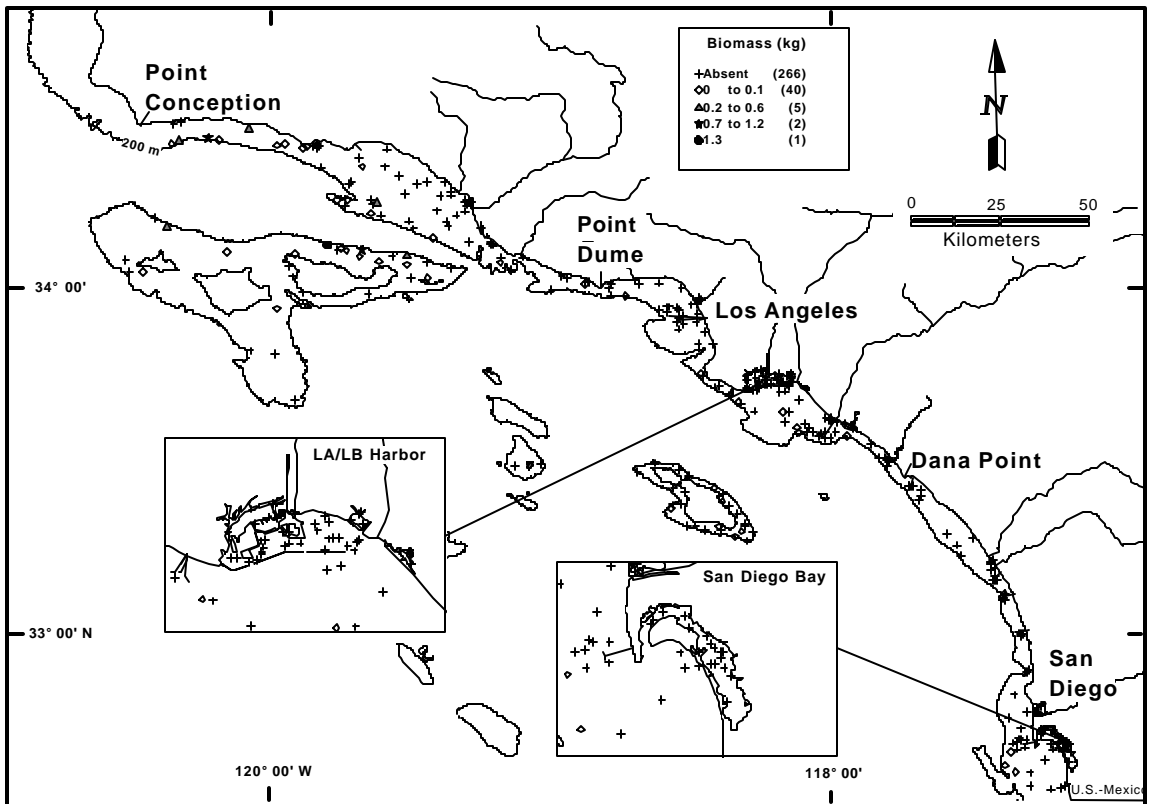 Point
Conception
200 m
Biomass (kg)
Absent (266)
0 to 0.1 (40)
0.2 to 0.6 (5)
0.7 to 1.2 (2)
1.3 (1)
N
0 25 50
Kilometers
Point
Dume
34° 00'
Los Angeles
LA/LB Harbor
Dana Point
San Diego Bay
33° 00' N
San
Diego
120° 00' W
118° 00'
U.S.-Mexic